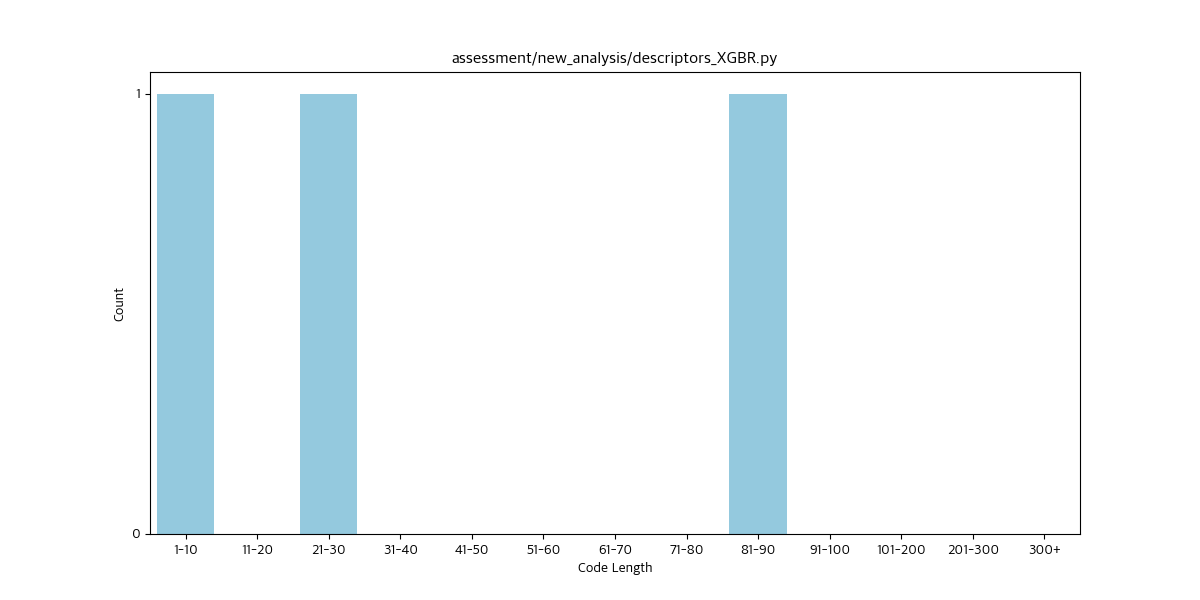 assessment/new_analysis/descriptors_XGBR.py
1
Count
0
1-10 11-20 21-30 31-40 41-50 51-60 61-70 71-80 81-90 91-100 101-200 201-300 300+
Code Length